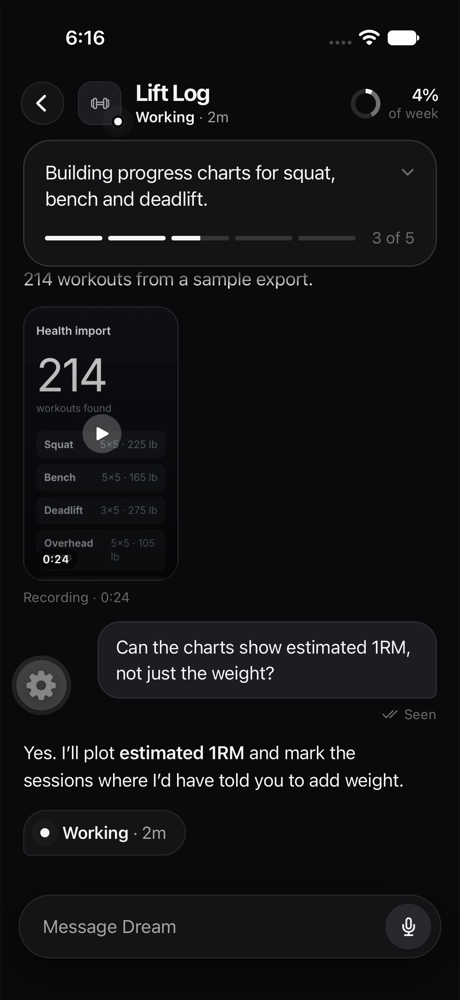 6:16
Lift Log
Working · 2m
4%
of week
Building progress charts for squat,
bench and deadlift.
3 of 5
214 workouts from a sample export.
Health import
214
workouts found
Squat 5×5 · 225 lb
Bench 5×5 · 165 lb
Deadlift 3×5 · 275 lb
Overhead 5×5 · 105
lb
0:24
Recording · 0:24
Can the charts show estimated 1RM,
not just the weight?
Seen
Yes. I’ll plot estimated 1RM and mark the
sessions where I’d have told you to add weight.
Working · 2m
Message Dream